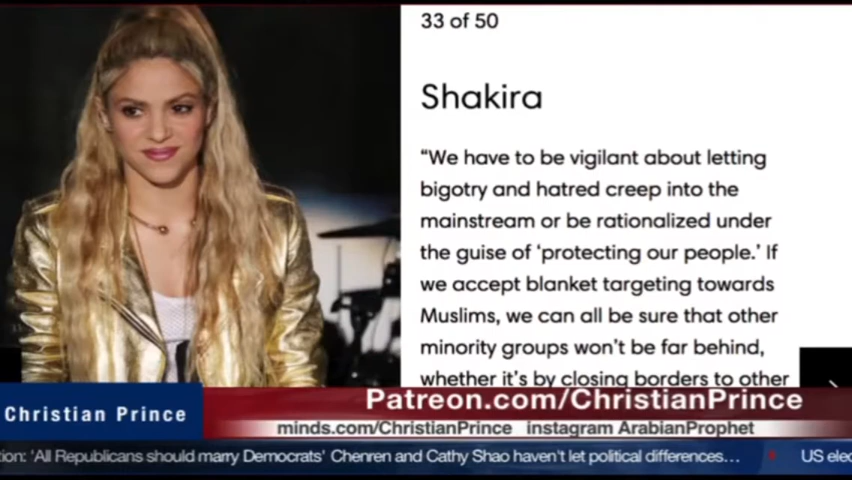 33 of 50
Shakira
“We have to be vigilant about letting
bigotry and hatred creep into the
mainstream or be rationalized under
the guise of ‘protecting our people.’ If
we accept blanket targeting towards
Muslims, we can all be sure that other
minority groups won’t be far behind,
whether it’s by closing borders to other
Christian Prince
Patreon.com/ChristianPrince
minds.com/ChristianPrince instagram ArabianProphet
ion: 'All Republicans should marry Democrats' Chenren and Cathy Shao haven't let political differences... US elec